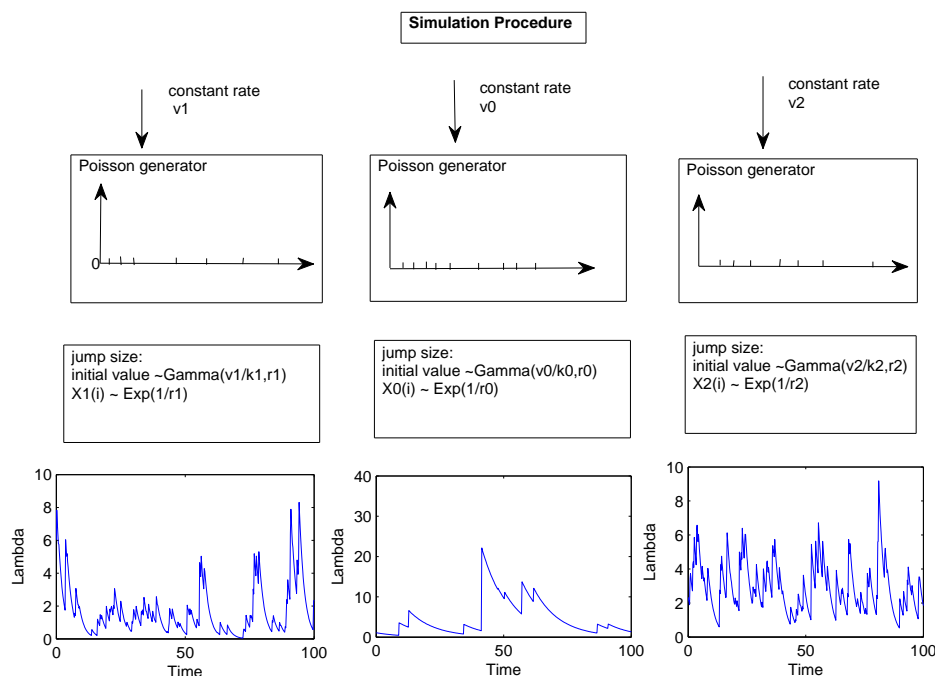 Simulation Procedure
constant rate
v1
constant rate
v0
constant rate
v2
Poisson generator
0
Poisson generator
Poisson generator
jump size:
initial value ~Gamma(v1/k1,r1)
X1(i) ~ Exp(1/r1)
jump size:
initial value ~Gamma(v0/k0,r0)
X0(i) ~ Exp(1/r0)
jump size:
initial value ~Gamma(v2/k2,r2)
X2(i) ~ Exp(1/r2)
10
8
6
4
2
0
Lambda
0
50
100
Time
40
30
20
10
0
Lambda
0
50
100
Time
10
8
6
4
2
0
Lambda
0
50
100
Time